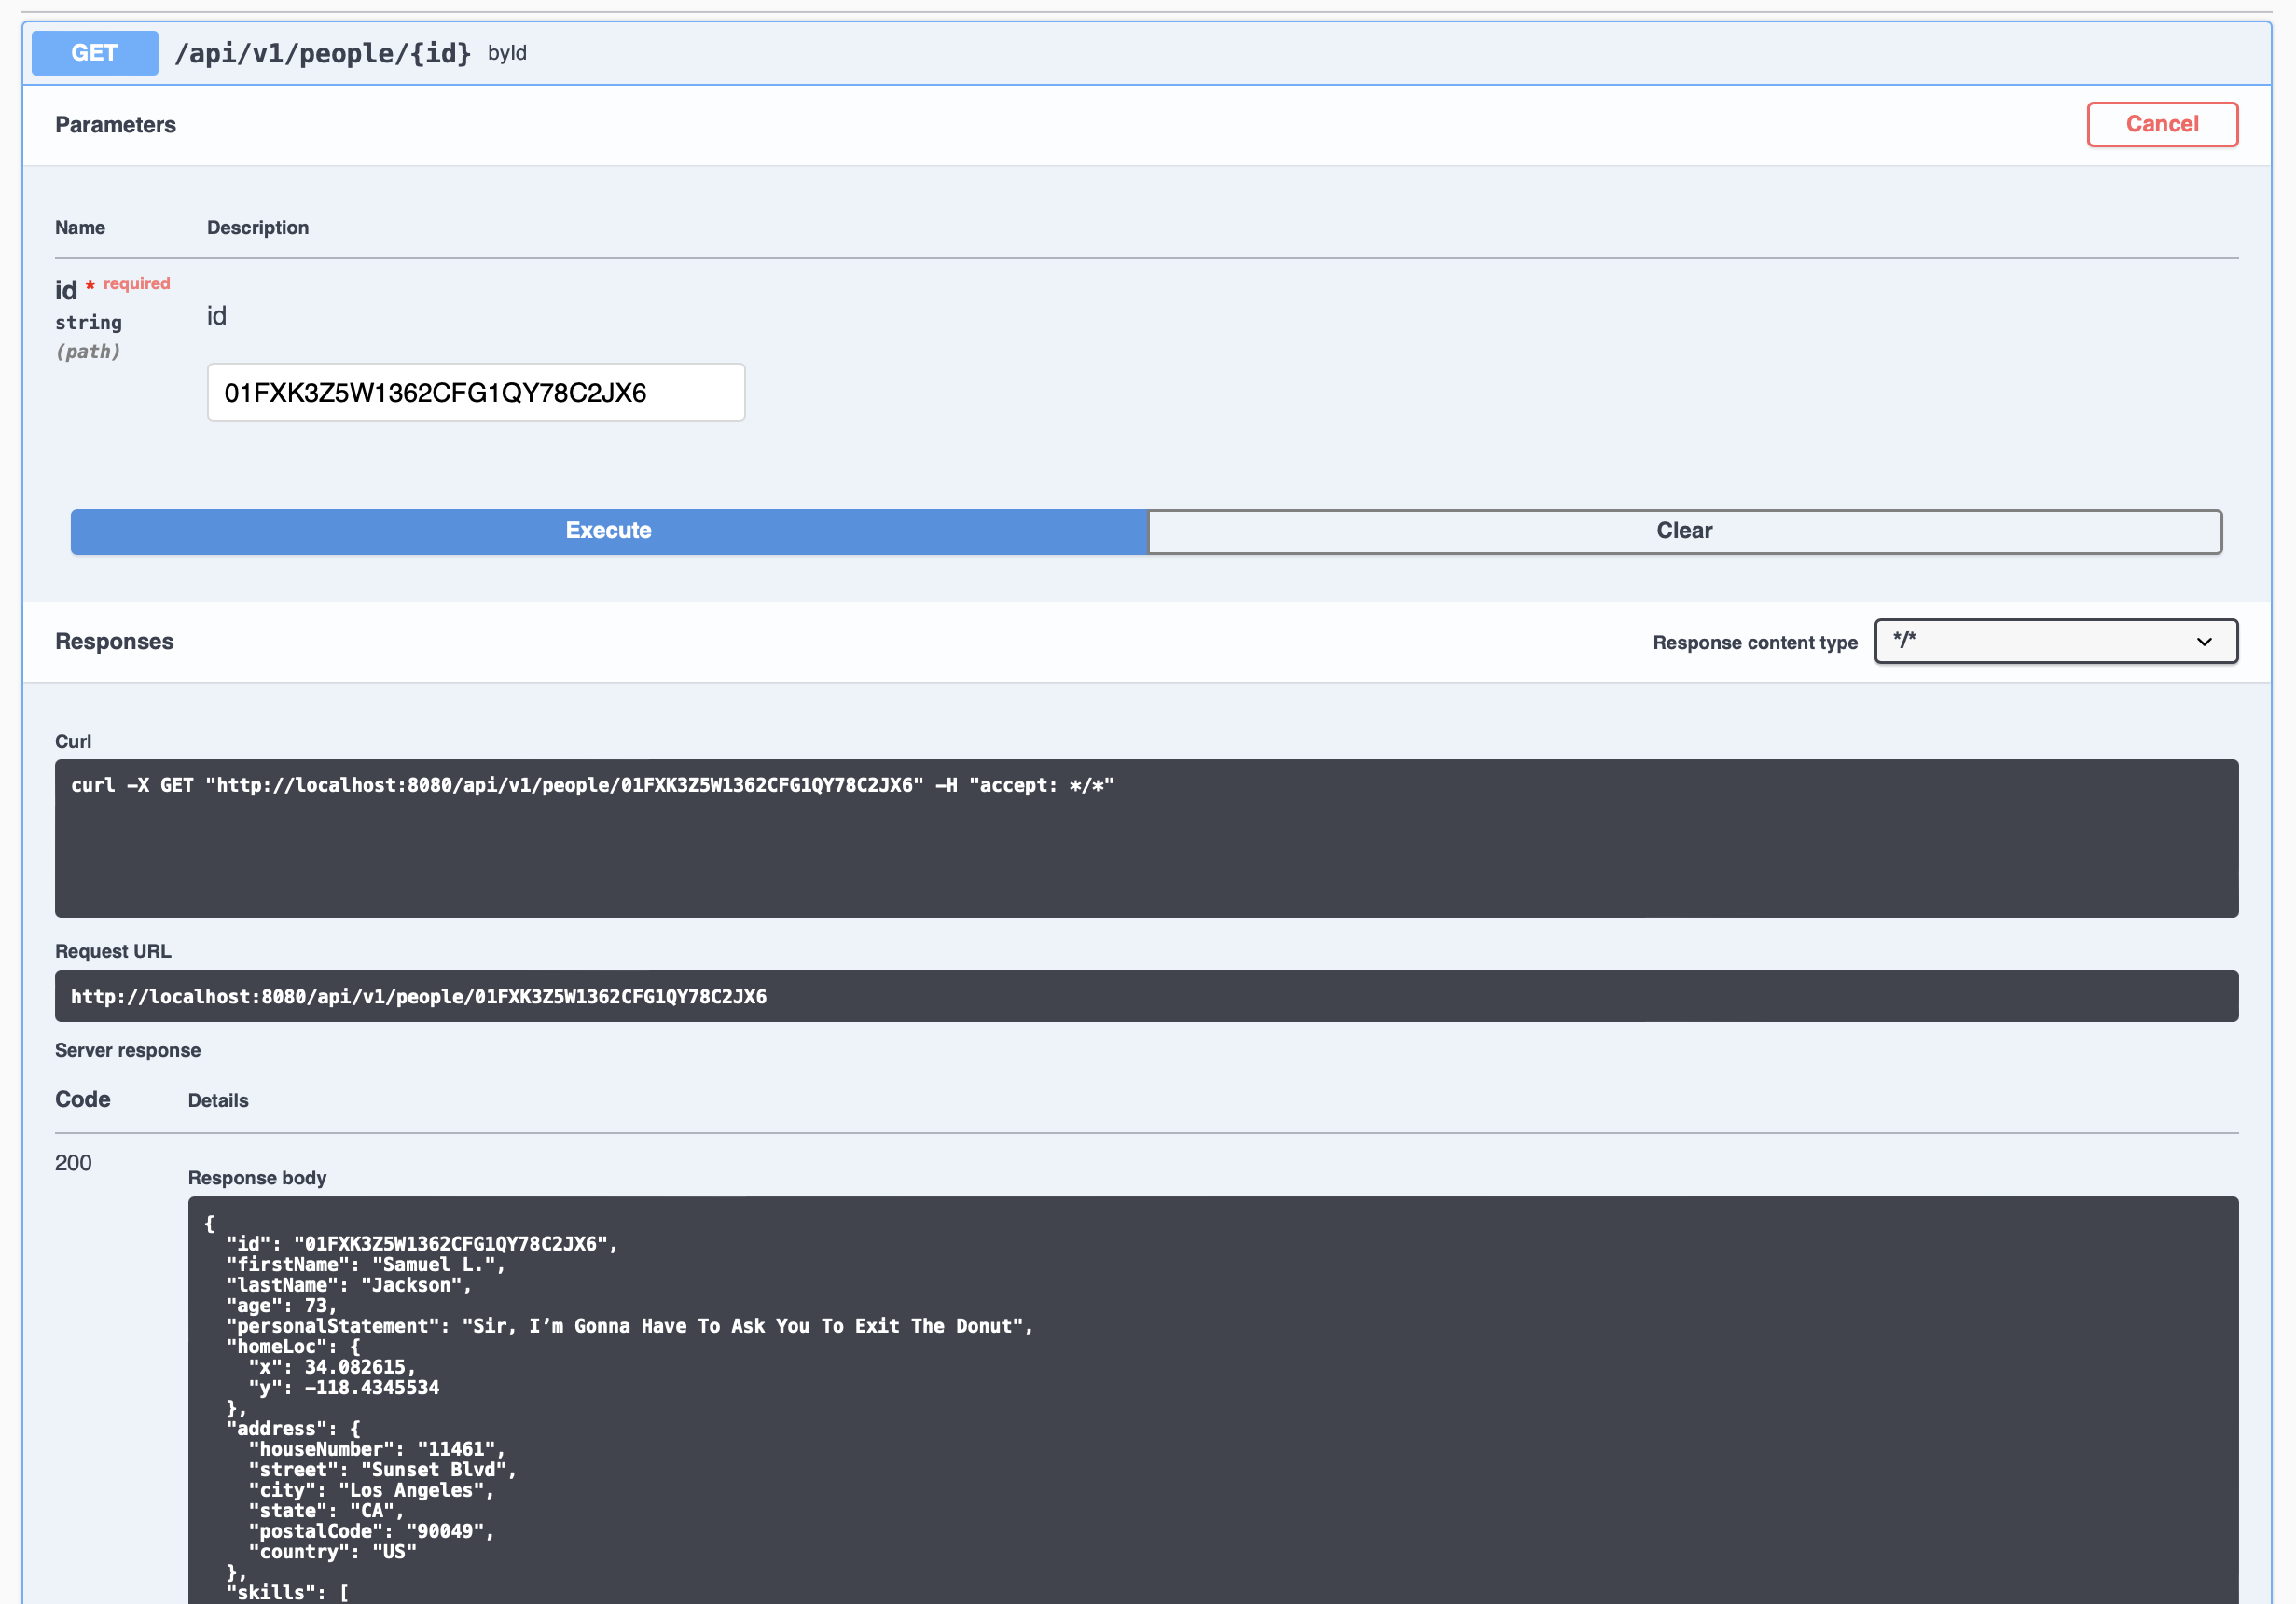 GET /api/v1/people/{id} byId
Parameters
Cancel
Name Description
id * required
string
(path)
id
01FXK3Z5W1362CFG1QY78C2JX6
Execute
Clear
Responses
Response content type
*/*
Curl
curl -X GET "http://localhost:8080/api/v1/people/01FXK3Z5W1362CFG1QY78C2JX6" -H "accept: */*"
Request URL
http://localhost:8080/api/v1/people/01FXK3Z5W1362CFG1QY78C2JX6
Server response
Code Details
200
Response body
{
  "id": "01FXK3Z5W1362CFG1QY78C2JX6",
  "firstName": "Samuel L.",
  "lastName": "Jackson",
  "age": 73,
  "personalStatement": "Sir, I’m Gonna Have To Ask You To Exit The Donut",
  "homeLoc": {
    "x": 34.082615,
    "y": -118.4345534
  },
  "address": {
    "houseNumber": "11461",
    "street": "Sunset Blvd",
    "city": "Los Angeles",
    "state": "CA",
    "postalCode": "90049",
    "country": "US"
  },
  "skills": [